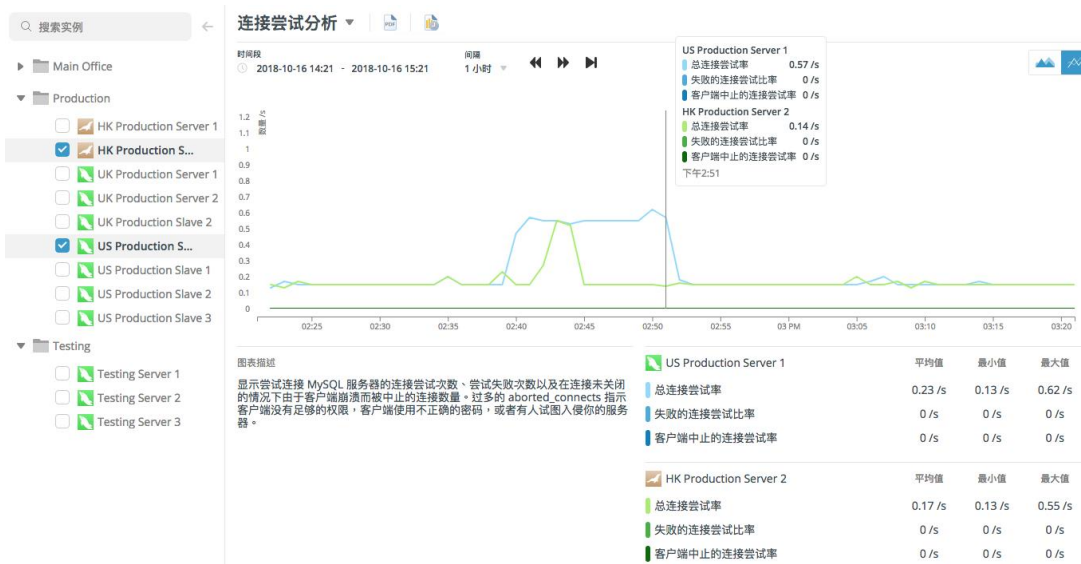 搜索实例
Main Office
Production
HK Production Server 1
HK Production S...
UK Production Server 1
UK Production Server 2
UK Production Slave 2
US Production S...
US Production Slave 1
US Production Slave 2
US Production Slave 3
Testing
Testing Server 1
Testing Server 2
Testing Server 3
连接尝试分析
PDF
时间段
2018-10-16 14:21 - 2018-10-16 15:21
间隔
1 小时
US Production Server 1
总连接尝试率 0.57 /s
失败的连接尝试比率 0 /s
客户端中止的连接尝试率 0 /s
HK Production Server 2
总连接尝试率 0.14 /s
失败的连接尝试比率 0 /s
客户端中止的连接尝试率 0 /s
下午2:51
数量 /s
1.2
1.1
1
0.9
0.8
0.7
0.6
0.5
0.4
0.3
0.2
0.1
0
02:25 02:30 02:35 02:40 02:45 02:50 02:55 03 PM 03:05 03:10 03:15 03:20
图表描述
显示尝试连接 MySQL 服务器的连接尝试次数、尝试失败次数以及在连接未关闭
的情况下由于客户端崩溃而被中止的连接数量。过多的 aborted_connects 指示
客户端没有足够的权限，客户端使用不正确的密码，或者有人试图入侵你的服务
器。
US Production Server 1 平均值 最小值 最大值
总连接尝试率 0.23 /s 0.13 /s 0.62 /s
失败的连接尝试比率 0 /s 0 /s 0 /s
客户端中止的连接尝试率 0 /s 0 /s 0 /s
HK Production Server 2 平均值 最小值 最大值
总连接尝试率 0.17 /s 0.13 /s 0.55 /s
失败的连接尝试比率 0 /s 0 /s 0 /s
客户端中止的连接尝试率 0 /s 0 /s 0 /s